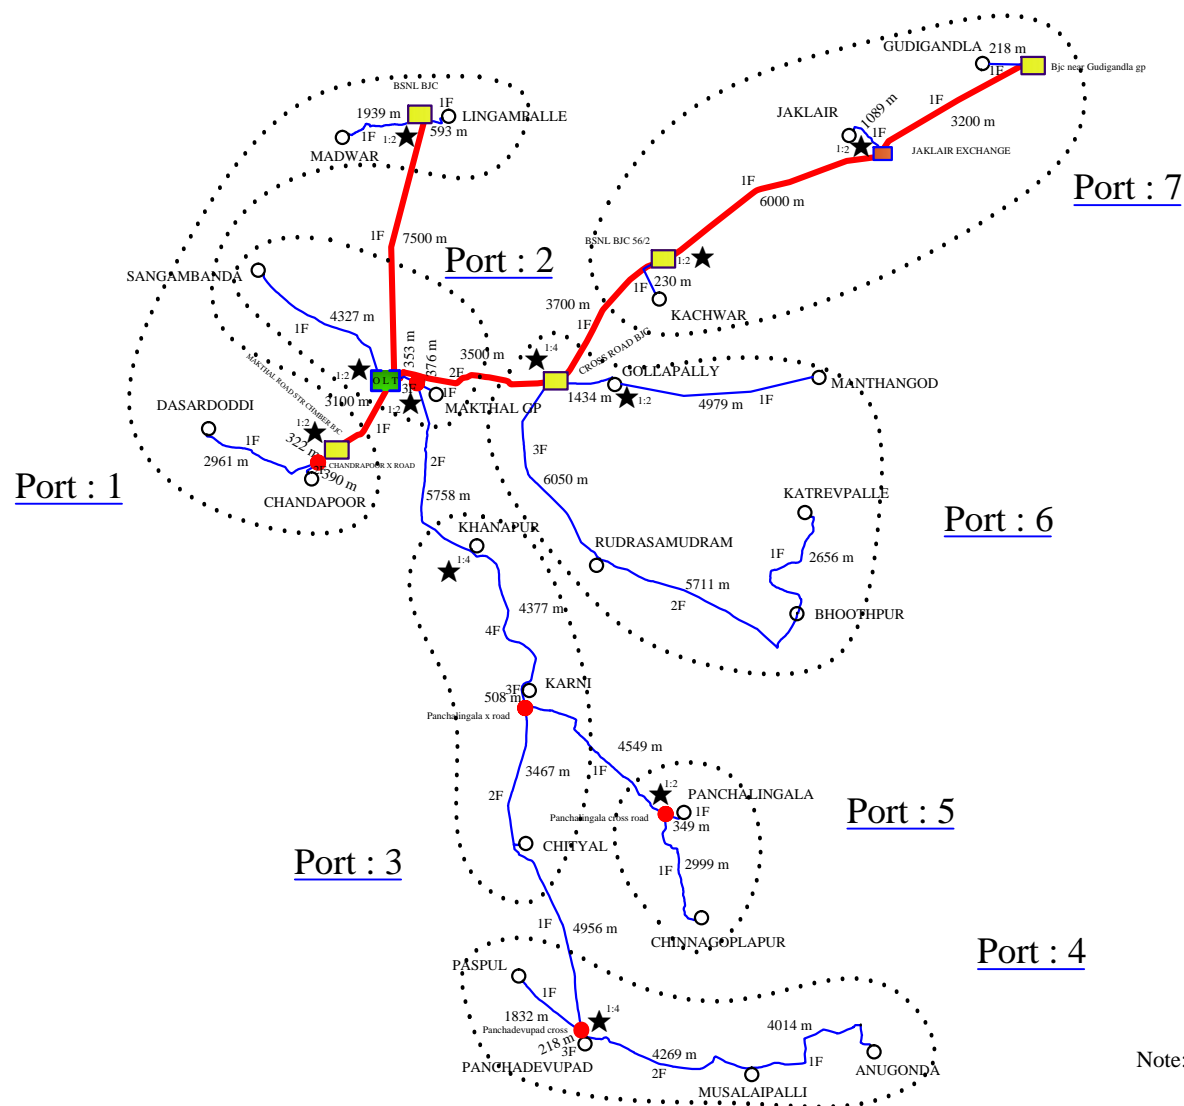 GUDIGANDLA
218 m
1F
Bjc near Gudigandla gp
BSNL BJC
1939 m
1F
1F
LINGAMPALLE
593 m
MADWAR
1:2
JAKLAIR
1089 m
1F
1:2
1F
3200 m
JAKLAIR EXCHANGE
Port : 7
1F
6000 m
1F
7500 m
Port : 2
BSNL BJC 56/2
1:2
230 m
1F
KACHWAR
SANGAMBANDA
4327 m
1F
3700 m
1F
353 m
376 m
3500 m
2F
1:4
CROSS ROAD BJC
GOLLAPALLY
MANTHANGOD
1:2
O L T
3F
1F
MAKTHAL GP
1:2
1434 m
1:2
4979 m
1F
MAKTHAL ROAD STR CHMBER BJC
3100 m
1F
DASARDODDI
1:2
1F
322 m
2961 m
CHANDRAPOOR X ROAD
2F
390 m
CHANDAPOOR
Port : 1
2F
5758 m
3F
6050 m
KATREVPALLE
Port : 6
KHANAPUR
1:4
RUDRASAMUDRAM
1F
2656 m
5711 m
2F
BHOOTHPUR
4377 m
4F
KARNI
3F
508 m
Panchalingala x road
4549 m
1F
3467 m
2F
1:2
PANCHALINGALA
1F
Panchalingala cross road
349 m
Port : 5
CHITYAL
Port : 3
2999 m
1F
1F
4956 m
CHINNAGOPLAPUR
Port : 4
PASPUL
1F
1832 m
1:4
Panchadevupad cross
218 m
3F
PANCHADEVUPAD
4269 m
2F
4014 m
1F
MUSALAIPALLI
ANUGONDA
Note: